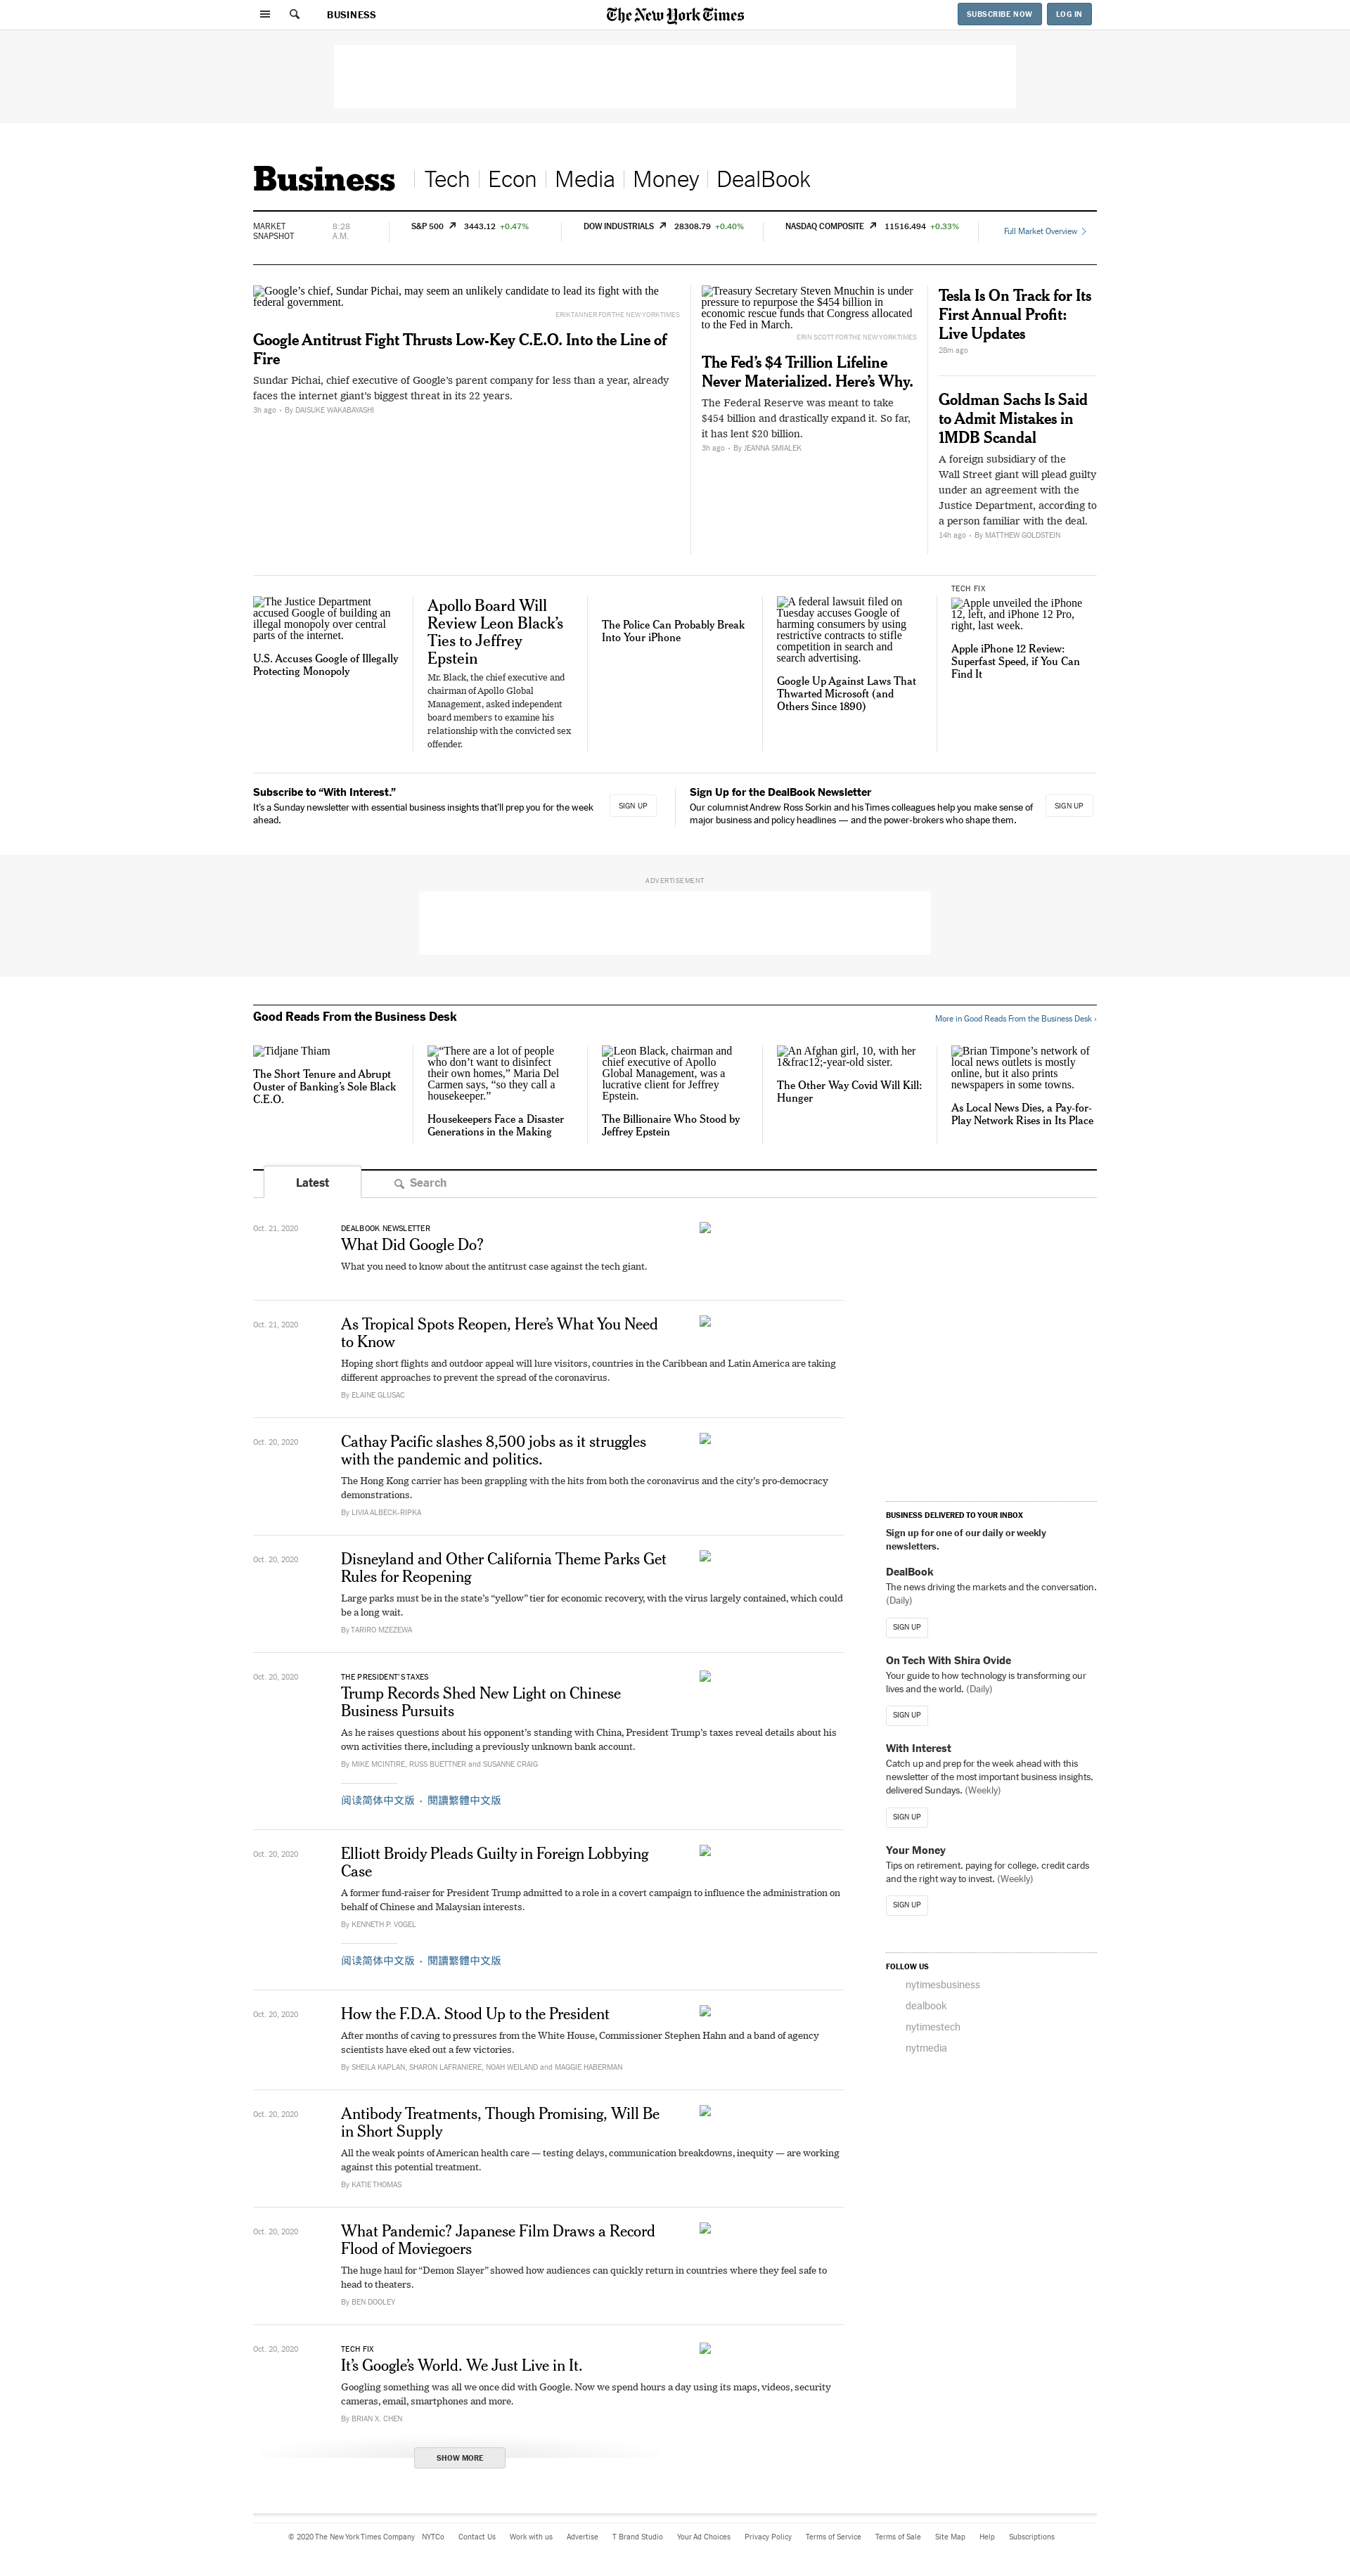 BUSINESS
The New York Times
SUBSCRIBE NOW
LOG IN
Business
Tech
Econ
Media
Money
DealBook
MARKET
SNAPSHOT
8:28
A.M.
S&P 500 3443.12 +0.47%
DOW INDUSTRIALS 28308.79 +0.40%
NASDAQ COMPOSITE 11516.494 +0.33%
Full Market Overview
Google's chief, Sundar Pichai, may seem an unlikely candidate to lead its fight with the
federal government.
ERIK TANNER FOR THE NEW YORK TIMES
Google Antitrust Fight Thrusts Low-Key C.E.O. Into the Line of
Fire
Sundar Pichai, chief executive of Google's parent company for less than a year, already
faces the internet giant's biggest threat in its 22 years.
3h ago · By DAISUKE WAKABAYASHI
Treasury Secretary Steven Mnuchin is under
pressure to repurpose the $454 billion in
economic rescue funds that Congress allocated
to the Fed in March.
ERIN SCOTT FOR THE NEW YORK TIMES
The Fed's $4 Trillion Lifeline
Never Materialized. Here's Why.
The Federal Reserve was meant to take
$454 billion and drastically expand it. So far,
it has lent $20 billion.
3h ago · By JEANNA SMIALEK
Tesla Is On Track for Its
First Annual Profit:
Live Updates
28m ago
Goldman Sachs Is Said
to Admit Mistakes in
1MDB Scandal
A foreign subsidiary of the
Wall Street giant will plead guilty
under an agreement with the
Justice Department, according to
a person familiar with the deal.
14h ago · By MATTHEW GOLDSTEIN
The Justice Department
accused Google of building an
illegal monopoly over central
parts of the internet.
U.S. Accuses Google of Illegally
Protecting Monopoly
Apollo Board Will
Review Leon Black's
Ties to Jeffrey
Epstein
Mr. Black, the chief executive and
chairman of Apollo Global
Management, asked independent
board members to examine his
relationship with the convicted sex
offender.
The Police Can Probably Break
Into Your iPhone
A federal lawsuit filed on
Tuesday accuses Google of
harming consumers by using
restrictive contracts to stifle
competition in search and
search advertising.
Google Up Against Laws That
Thwarted Microsoft (and
Others Since 1890)
TECH FIX
Apple unveiled the iPhone
12, left, and iPhone 12 Pro,
right, last week.
Apple iPhone 12 Review:
Superfast Speed, if You Can
Find It
Subscribe to “With Interest.”
It's a Sunday newsletter with essential business insights that'll prep you for the week
ahead.
SIGN UP
Sign Up for the DealBook Newsletter
Our columnist Andrew Ross Sorkin and his Times colleagues help you make sense of
major business and policy headlines — and the power-brokers who shape them.
SIGN UP
ADVERTISEMENT
Good Reads From the Business Desk
More in Good Reads From the Business Desk ›
Tidjane Thiam
The Short Tenure and Abrupt
Ouster of Banking's Sole Black
C.E.O.
“There are a lot of people
who don't want to disinfect
their own homes,” Maria Del
Carmen says, “so they call a
housekeeper.”
Housekeepers Face a Disaster
Generations in the Making
Leon Black, chairman and
chief executive of Apollo
Global Management, was a
lucrative client for Jeffrey
Epstein.
The Billionaire Who Stood by
Jeffrey Epstein
An Afghan girl, 10, with her
1&frac12;-year-old sister.
The Other Way Covid Will Kill:
Hunger
Brian Timpone's network of
local news outlets is mostly
online, but it also prints
newspapers in some towns.
As Local News Dies, a Pay-for-
Play Network Rises in Its Place
Latest
Search
Oct. 21, 2020
DEALBOOK NEWSLETTER
What Did Google Do?
What you need to know about the antitrust case against the tech giant.
Oct. 21, 2020
As Tropical Spots Reopen, Here's What You Need
to Know
Hoping short flights and outdoor appeal will lure visitors, countries in the Caribbean and Latin America are taking
different approaches to prevent the spread of the coronavirus.
By ELAINE GLUSAC
Oct. 20, 2020
Cathay Pacific slashes 8,500 jobs as it struggles
with the pandemic and politics.
The Hong Kong carrier has been grappling with the hits from both the coronavirus and the city's pro-democracy
demonstrations.
By LIVIA ALBECK-RIPKA
Oct. 20, 2020
Disneyland and Other California Theme Parks Get
Rules for Reopening
Large parks must be in the state's “yellow” tier for economic recovery, with the virus largely contained, which could
be a long wait.
By TARIRO MZEZEWA
Oct. 20, 2020
THE PRESIDENT'S TAXES
Trump Records Shed New Light on Chinese
Business Pursuits
As he raises questions about his opponent's standing with China, President Trump's taxes reveal details about his
own activities there, including a previously unknown bank account.
By MIKE MCINTIRE, RUSS BUETTNER and SUSANNE CRAIG
阅读简体中文版 · 閱讀繁體中文版
Oct. 20, 2020
Elliott Broidy Pleads Guilty in Foreign Lobbying
Case
A former fund-raiser for President Trump admitted to a role in a covert campaign to influence the administration on
behalf of Chinese and Malaysian interests.
By KENNETH P. VOGEL
阅读简体中文版 · 閱讀繁體中文版
Oct. 20, 2020
How the F.D.A. Stood Up to the President
After months of caving to pressures from the White House, Commissioner Stephen Hahn and a band of agency
scientists have eked out a few victories.
By SHEILA KAPLAN, SHARON LAFRANIERE, NOAH WEILAND and MAGGIE HABERMAN
Oct. 20, 2020
Antibody Treatments, Though Promising, Will Be
in Short Supply
All the weak points of American health care — testing delays, communication breakdowns, inequity — are working
against this potential treatment.
By KATIE THOMAS
Oct. 20, 2020
What Pandemic? Japanese Film Draws a Record
Flood of Moviegoers
The huge haul for “Demon Slayer” showed how audiences can quickly return in countries where they feel safe to
head to theaters.
By BEN DOOLEY
Oct. 20, 2020
TECH FIX
It's Google's World. We Just Live in It.
Googling something was all we once did with Google. Now we spend hours a day using its maps, videos, security
cameras, email, smartphones and more.
By BRIAN X. CHEN
SHOW MORE
BUSINESS DELIVERED TO YOUR INBOX
Sign up for one of our daily or weekly
newsletters.
DealBook
The news driving the markets and the conversation.
(Daily)
SIGN UP
On Tech With Shira Ovide
Your guide to how technology is transforming our
lives and the world. (Daily)
SIGN UP
With Interest
Catch up and prep for the week ahead with this
newsletter of the most important business insights,
delivered Sundays. (Weekly)
SIGN UP
Your Money
Tips on retirement, paying for college, credit cards
and the right way to invest. (Weekly)
SIGN UP
FOLLOW US
nytimesbusiness
dealbook
nytimestech
nytmedia
© 2020 The New York Times Company NYTCo Contact Us Work with us Advertise T Brand Studio Your Ad Choices Privacy Policy Terms of Service Terms of Sale Site Map Help Subscriptions